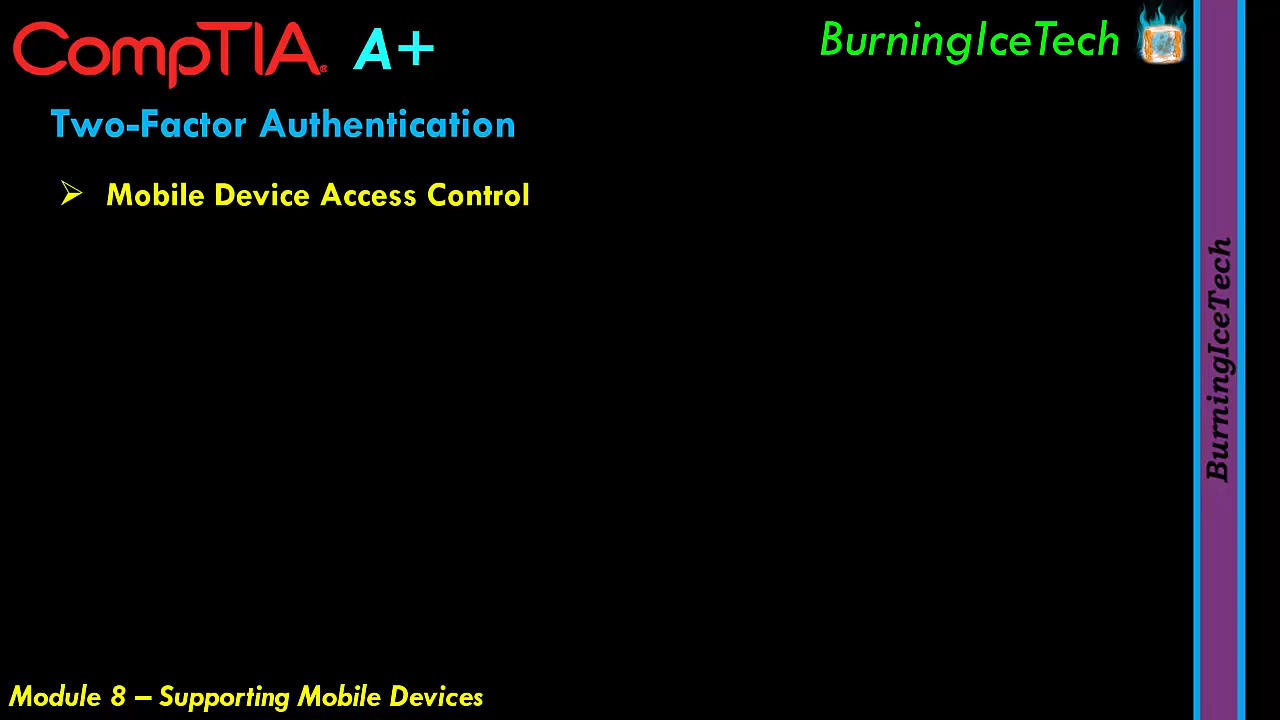 CompTIA® A+
BurningIceTech
Two-Factor Authentication
➢ Mobile Device Access Control
BurningIceTech
Module 8 – Supporting Mobile Devices